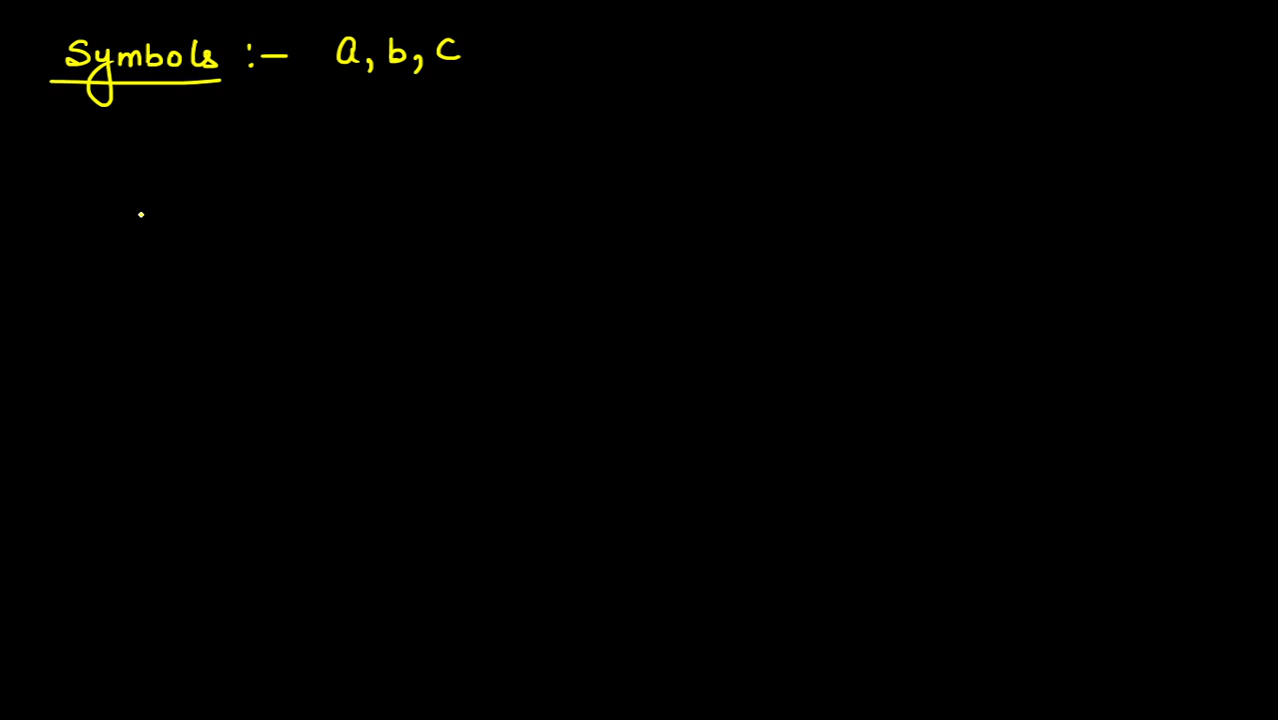 Symbols :- a, b, c